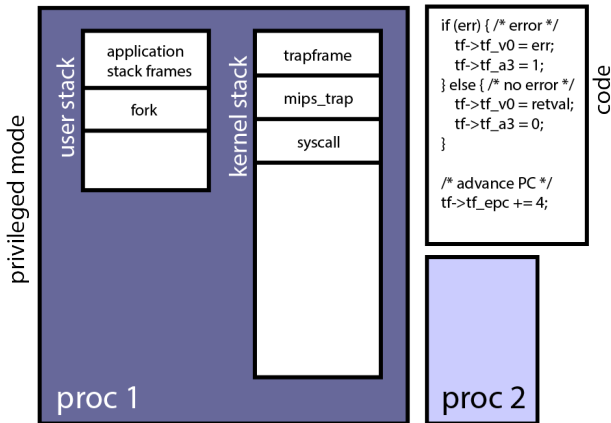 privileged mode
user stack
application
stack frames
fork
kernel stack
trapframe
mips_trap
syscall
proc 1
if (err) { /* error */
tf->tf_v0 = err;
tf->tf_a3 = 1;
} else { /* no error */
tf->tf_v0 = retval;
tf->tf_a3 = 0;
}
/* advance PC */
tf->tf_epc += 4;
code
proc 2